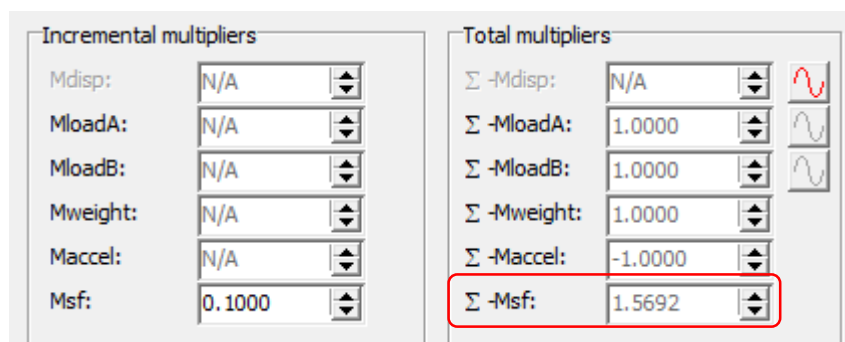 Incremental multipliers
Mdisp: N/A
MloadA: N/A
MloadB: N/A
Mweight: N/A
Maccel: N/A
Msf: 0.1000
Total multipliers
Σ -Mdisp: N/A
Σ -MloadA: 1.0000
Σ -MloadB: 1.0000
Σ -Mweight: 1.0000
Σ -Maccel: -1.0000
Σ -Msf: 1.5692